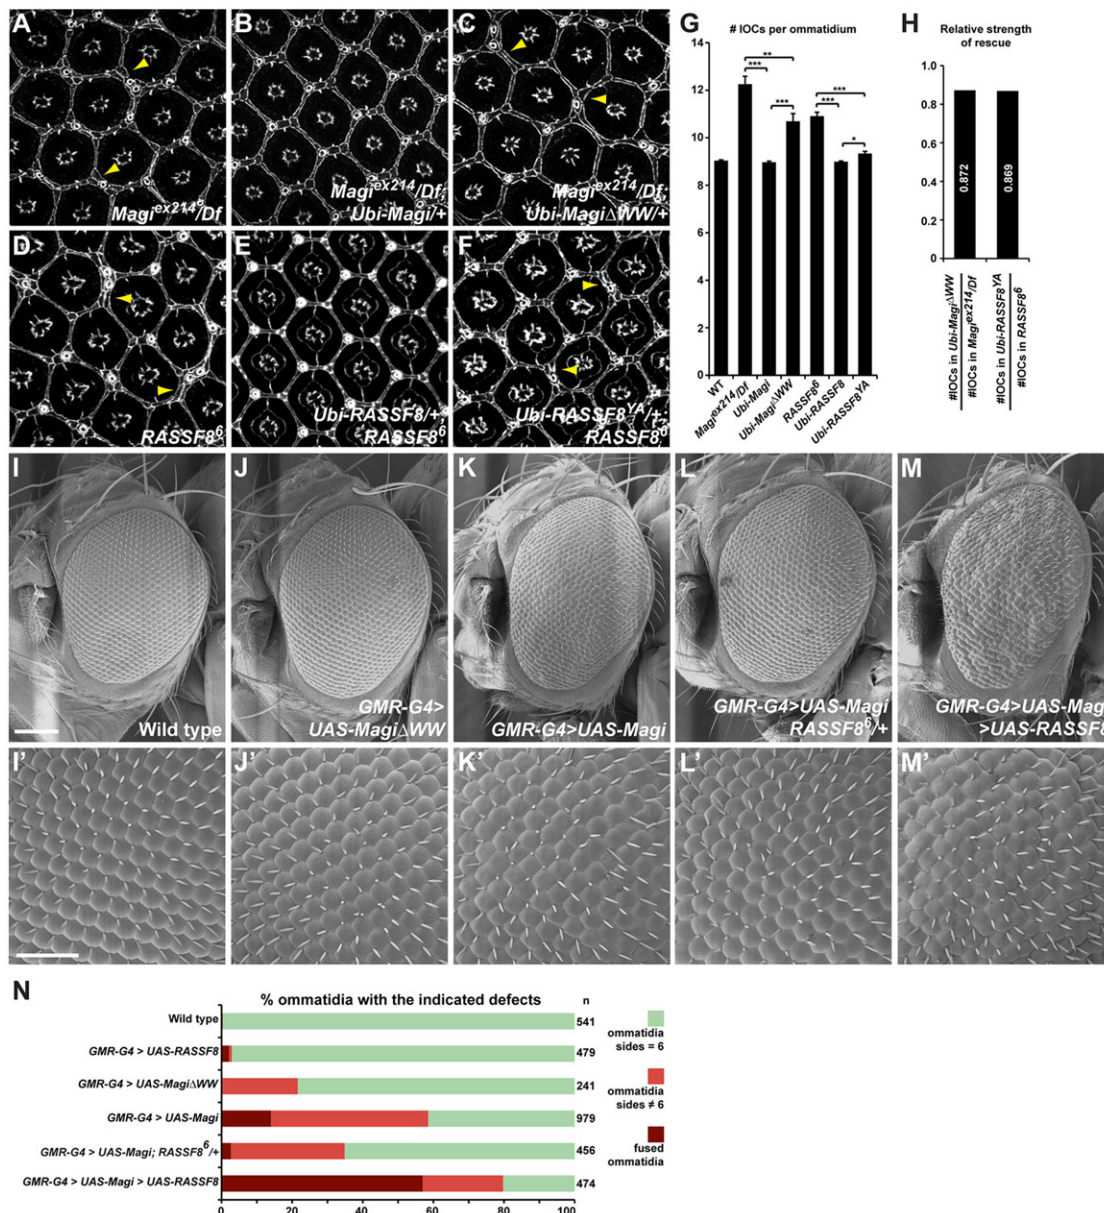 A
Magi^ex214/Df
B
Magi^ex214/Df;
Ubi-Magi/+
C
Magi^ex214/Df;
Ubi-MagiΔWW/+
D
RASSF8^6
E
Ubi-RASSF8/+,
RASSF8^6
F
Ubi-RASSF8^YA/+,
RASSF8^6
G
# IOCs per ommatidium
14
12
10
8
6
4
2
0
**
***
***
***
***
*
WT
Magi^ex214/Df
Ubi-Magi
Ubi-MagiΔWW
RASSF8^6
Ubi-RASSF8
Ubi-RASSF8^YA
H
Relative strength
of rescue
1.0
0.8
0.6
0.4
0.2
0
0.872
0.869
#IOCs in Ubi-MagiΔWW
#IOCs in Magi^ex214/Df
#IOCs in Ubi-RASSF8^YA
#IOCs in RASSF8^6
I
Wild type
J
GMR-G4>
UAS-MagiΔWW
K
GMR-G4>UAS-Magi
L
GMR-G4>UAS-Magi
RASSF8^6/+
M
GMR-G4>UAS-Mag
>UAS-RASSF8
I'
J'
K'
L'
M'
N
% ommatidia with the indicated defects
n
Wild type
541
GMR-G4 > UAS-RASSF8
479
GMR-G4 > UAS-MagiΔWW
241
GMR-G4 > UAS-Magi
979
GMR-G4 > UAS-Magi; RASSF8^6/+
456
GMR-G4 > UAS-Magi > UAS-RASSF8
474
0
20
40
60
80
100
ommatidia
sides = 6
ommatidia
sides ≠ 6
fused
ommatidia